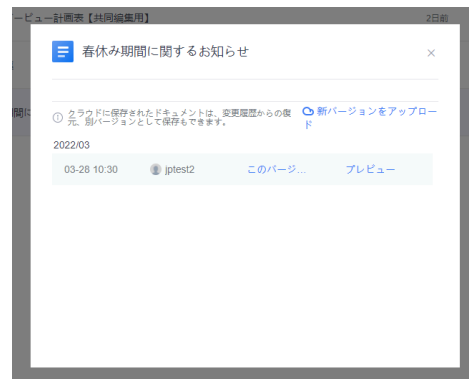 ービュー計画表【共同編集用】 2日前
春休み期間に関するお知らせ
間に
クラウドに保存されたドキュメントは、変更履歴からの復
元、別バージョンとして保存もできます。
新バージョンをアップロー
ド
2022/03
03-28 10:30 jptest2 このバージ... プレビュー